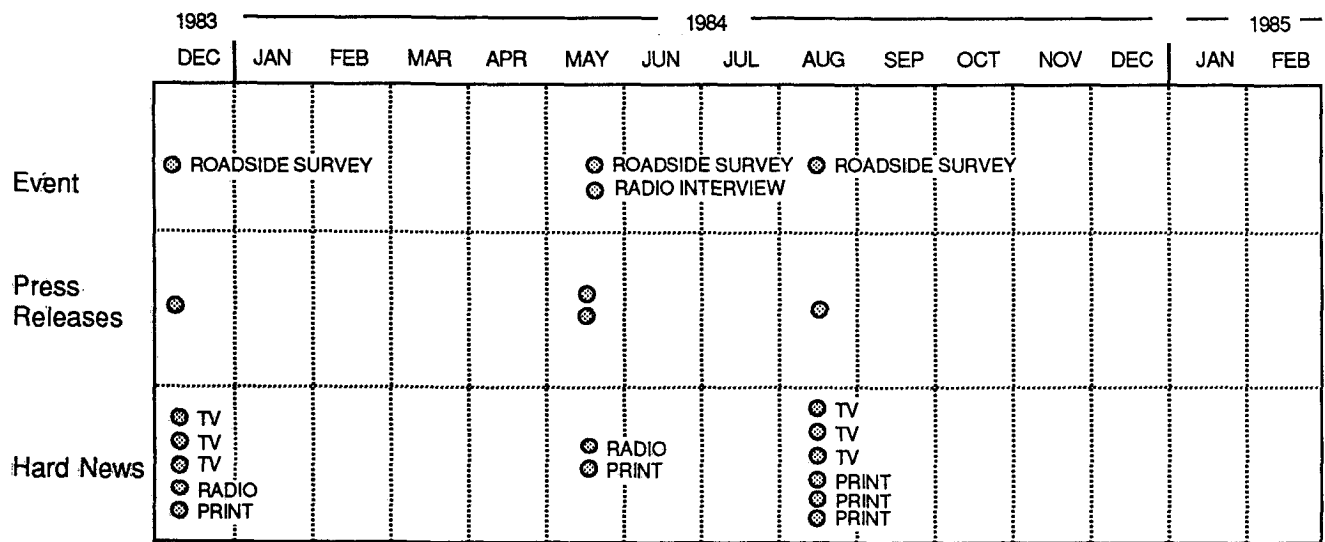 1983 1984 1985
DEC JAN FEB MAR APR MAY JUN JUL AUG SEP OCT NOV DEC JAN FEB
Event
ROADSIDE SURVEY ROADSIDE SURVEY ROADSIDE SURVEY
RADIO INTERVIEW
Press
Releases
Hard News
TV
TV
TV
RADIO
PRINT
RADIO
PRINT
TV
TV
TV
PRINT
PRINT
PRINT